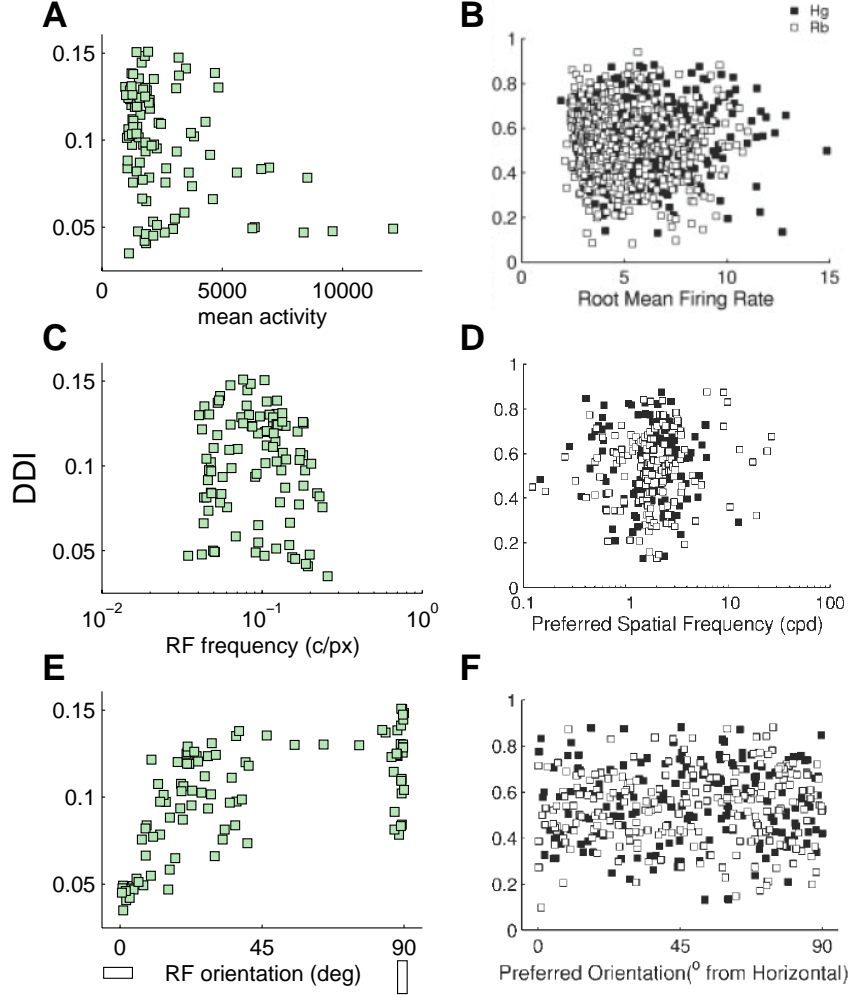 A
0.15
0.1
0.05
0 5000 10000
mean activity
B
Hg
Rb
1
0.8
0.6
0.4
0.2
0
0 5 10 15
Root Mean Firing Rate
C
0.15
0.1
0.05
10−2 10−1 100
RF frequency (c/px)
DDI
D
1
0.8
0.6
0.4
0.2
0
0.1 1 10 100
Preferred Spatial Frequency (cpd)
E
0.15
0.1
0.05
0 45 90
RF orientation (deg)
F
1
0.8
0.6
0.4
0.2
0
0 45 90
Preferred Orientation(o from Horizontal)